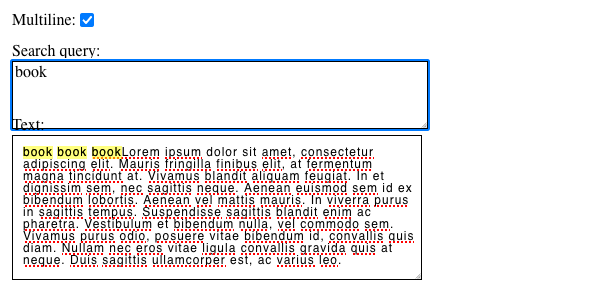 Multiline:
Search query:
book
Text:
book book bookLorem ipsum dolor sit amet, consectetur
adipiscing elit. Mauris fringilla finibus elit, at fermentum
magna tincidunt at. Vivamus blandit aliquam feugiat. In et
dignissim sem, nec sagittis neque. Aenean euismod sem id ex
bibendum lobortis. Aenean vel mattis mauris. In viverra purus
in sagittis tempus. Suspendisse sagittis blandit enim ac
pharetra. Vestibulum et bibendum nulla, vel commodo sem.
Vivamus purus odio, posuere vitae bibendum id, convallis quis
diam. Nullam nec eros vitae ligula convallis gravida quis at
neque. Duis sagittis ullamcorper est, ac varius leo.